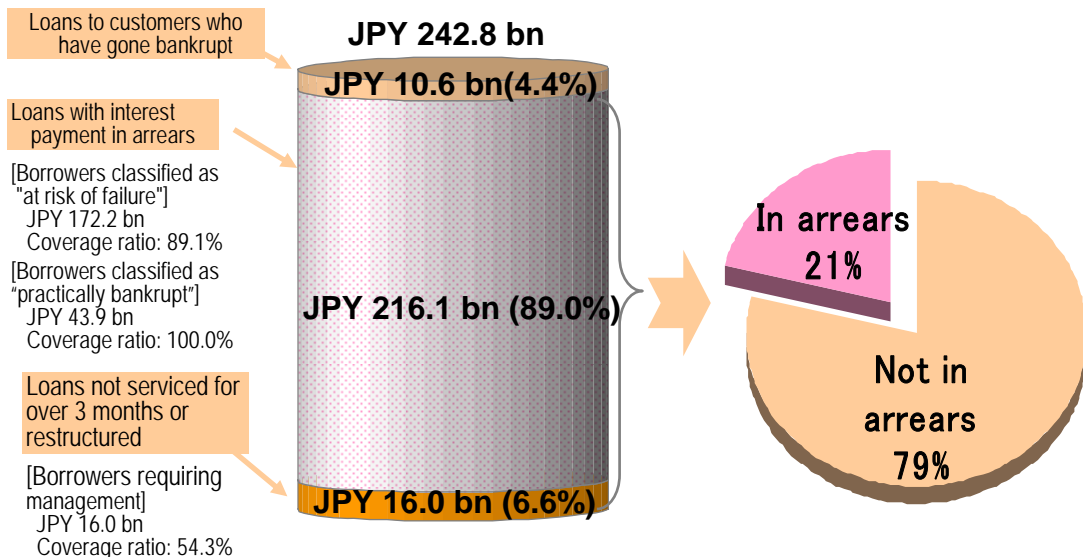 Loans to customers who
have gone bankrupt
JPY 242.8 bn
JPY 10.6 bn(4.4%)
Loans with interest
payment in arrears
[Borrowers classified as
"at risk of failure"]
JPY 172.2 bn
Coverage ratio: 89.1%
[Borrowers classified as
“practically bankrupt”]
JPY 43.9 bn
Coverage ratio: 100.0%
JPY 216.1 bn (89.0%)
Loans not serviced for
over 3 months or
restructured
[Borrowers requiring
management]
JPY 16.0 bn
Coverage ratio: 54.3%
JPY 16.0 bn (6.6%)
In arrears
21%
Not in
arrears
79%